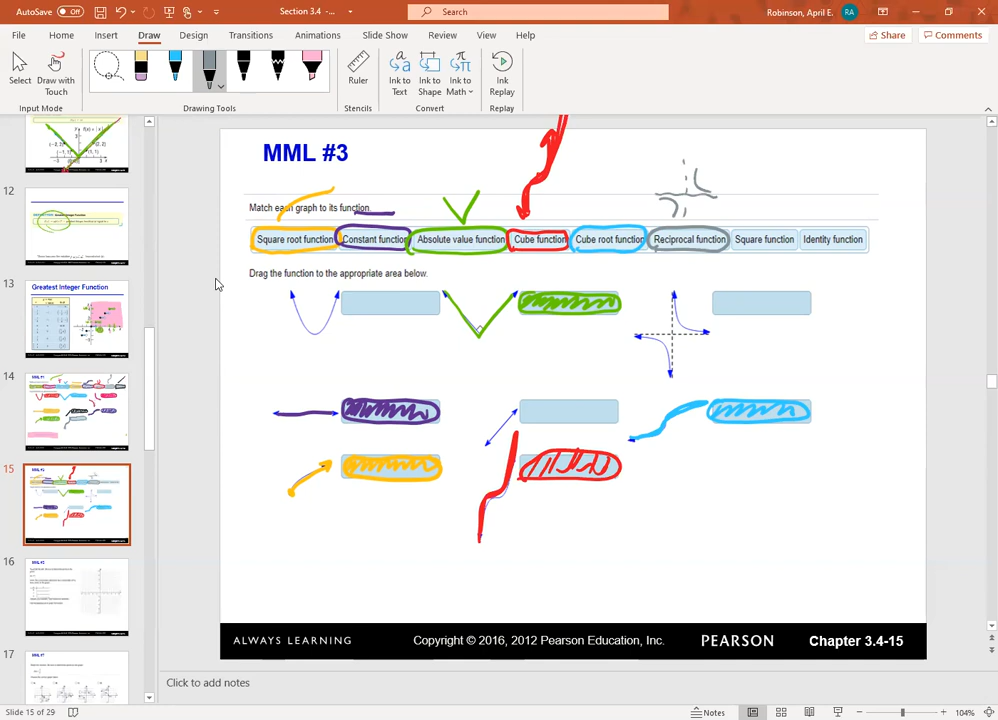 AutoSave Off
Section 3.4 -...
Search
Robinson, April E.
RA
File Home Insert Draw Design Transitions Animations Slide Show Review View Help
Share Comments
Select
Draw with Touch
Ruler
Ink to Text
Ink to Shape
Ink to Math
Ink Replay
Input Mode
Drawing Tools
Stencils
Convert
Replay
12
13
Greatest Integer Function
14
15
16
17
MML #3
Match each graph to its function.
Square root function
Constant function
Absolute value function
Cube function
Cube root function
Reciprocal function
Square function
Identity function
Drag the function to the appropriate area below.
ALWAYS LEARNING
Copyright © 2016, 2012 Pearson Education, Inc.
PEARSON
Chapter 3.4-15
Click to add notes
Slide 15 of 29
Notes
104%